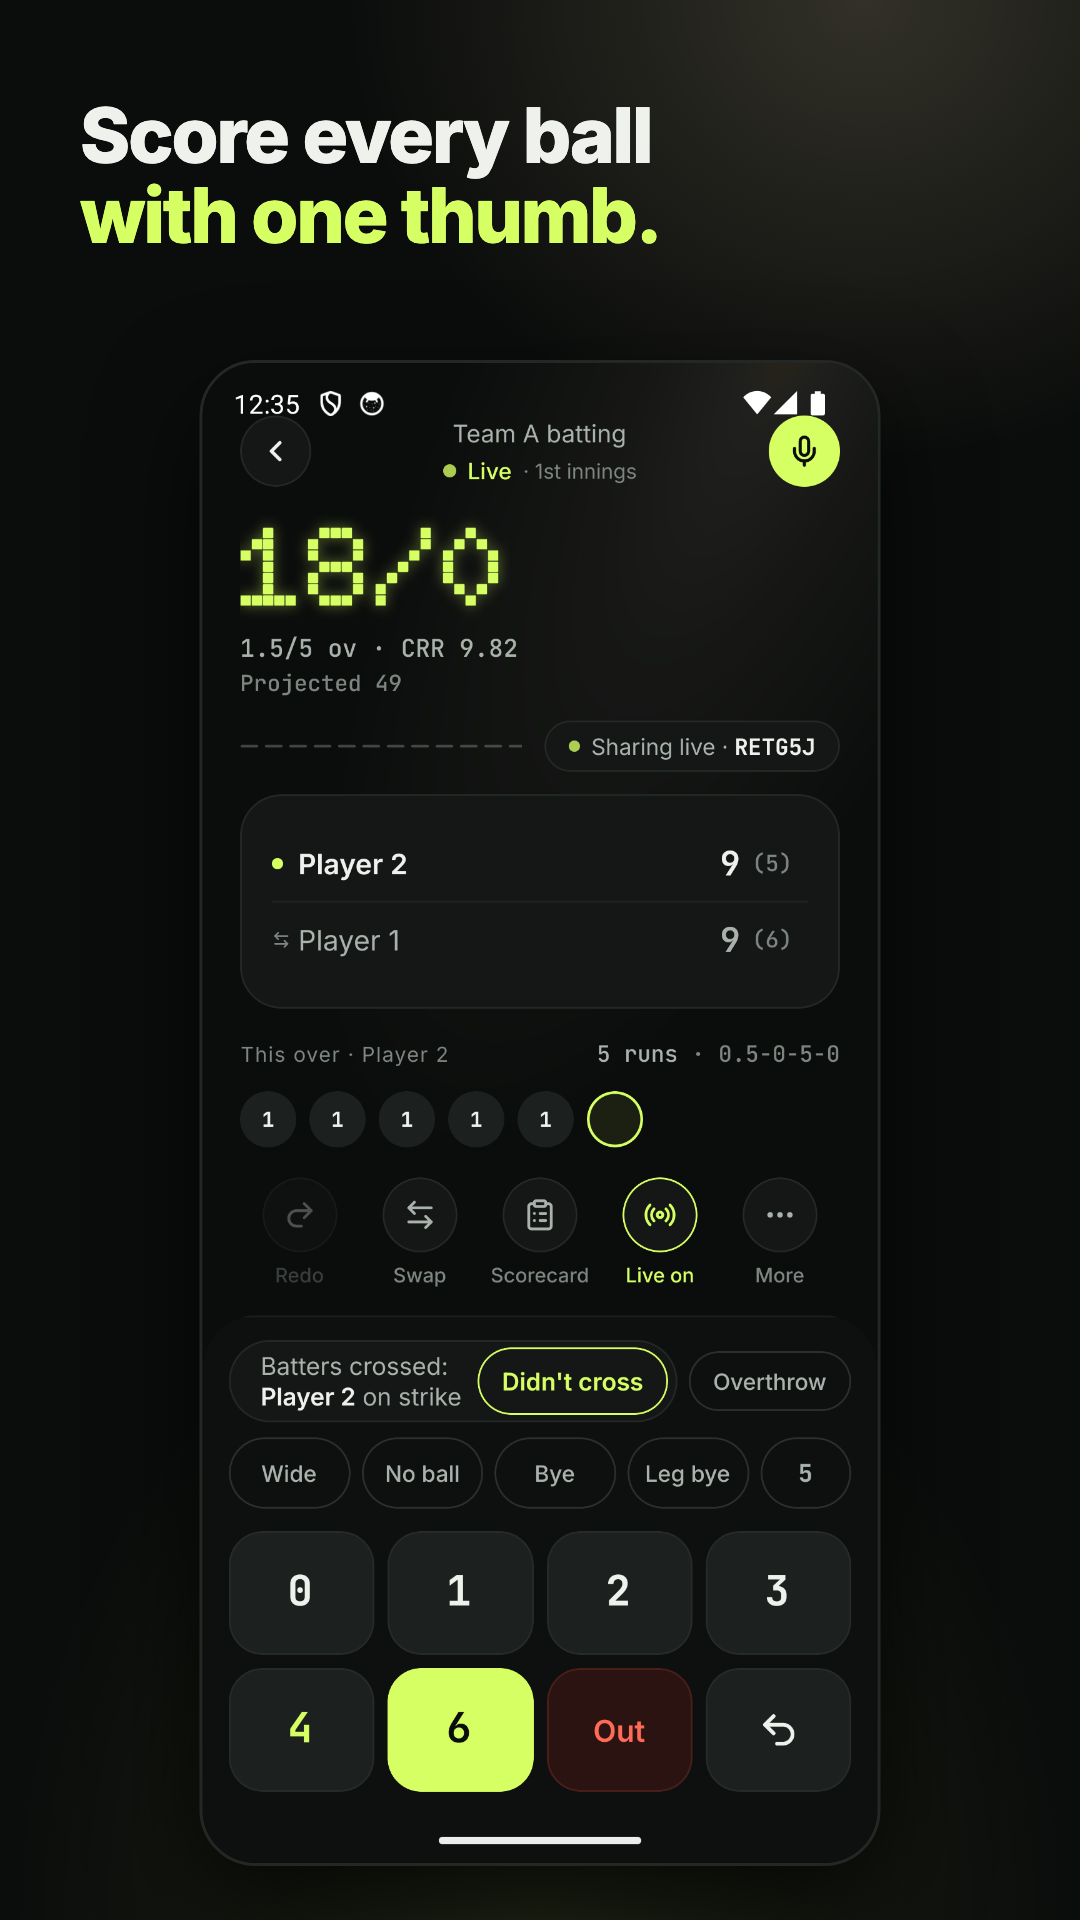 Score every ball
with one thumb.
12:35
Team A batting
Live · 1st innings
18/0
1.5/5 ov · CRR 9.82
Projected 49
Sharing live · RETG5J
Player 2 9 (5)
Player 1 9 (6)
This over · Player 2 5 runs · 0.5-0-5-0
1 1 1 1 1
Redo Swap Scorecard Live on More
Batters crossed:
Player 2 on strike
Didn't cross Overthrow
Wide No ball Bye Leg bye 5
0 1 2 3
4 6 Out